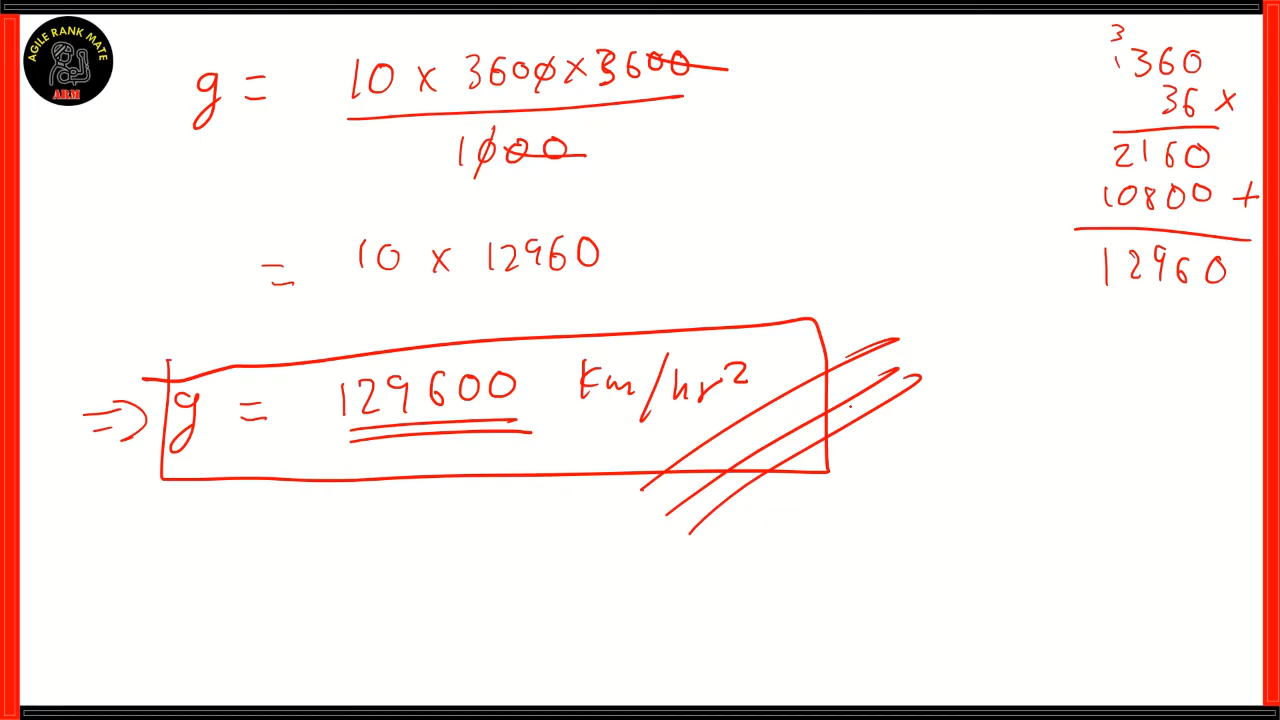 AGILE RANK MATE
ARM
g = 10 x 3600 x 3600
1000
= 10 x 12960
=> g = 129600 Km/hr²
3
1
360
36 x
2160
10800 +
12960